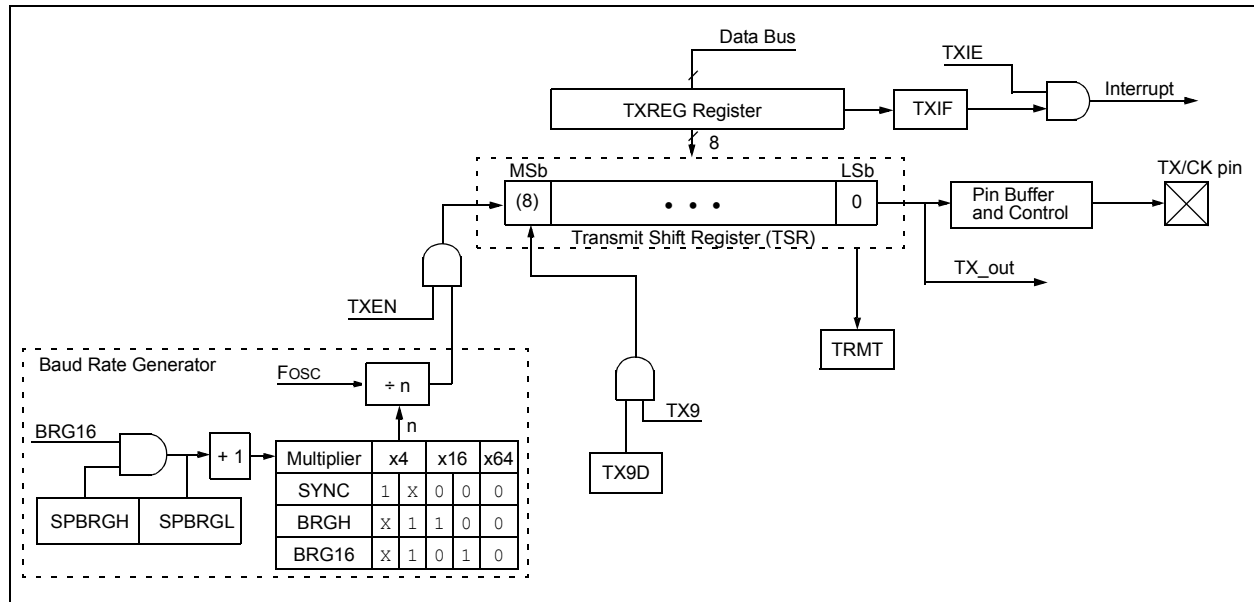 Data Bus
TXIE
Interrupt
TXREG Register
TXIF
8
MSb
LSb
TX/CK pin
(8)
• • •
0
Pin Buffer
and Control
Transmit Shift Register (TSR)
TX_out
TXEN
TRMT
Baud Rate Generator
FOSC
÷ n
TX9
n
BRG16
+ 1
Multiplier x4 x16 x64
TX9D
SYNC 1 X 0 0 0
SPBRGH SPBRGL
BRGH X 1 1 0 0
BRG16 X 1 0 1 0